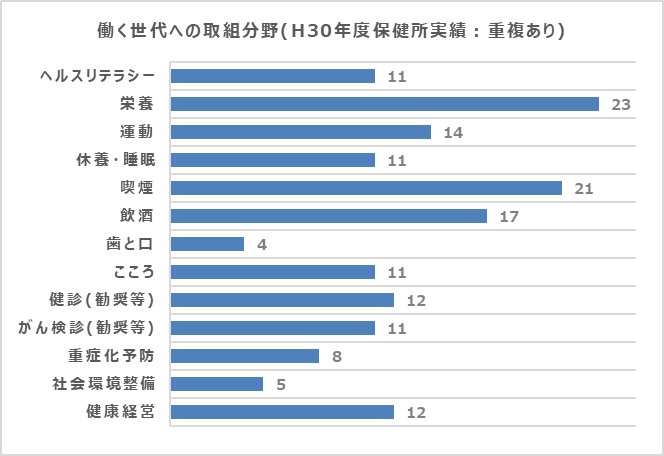 働く世代への取組分野(H30年度保健所実績：重複あり)
ヘルスリテラシー 11
栄養 23
運動 14
休養・睡眠 11
喫煙 21
飲酒 17
歯と口 4
こころ 11
健診(勧奨等) 12
がん検診(勧奨等) 11
重症化予防 8
社会環境整備 5
健康経営 12